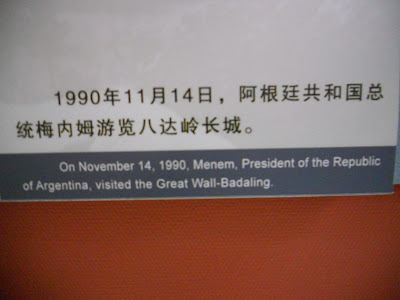 1990年11月14日，阿根廷共和国总
统梅内姆游览八达岭长城。
On November 14, 1990, Menem, President of the Republic
of Argentina, visited the Great Wall-Badaling.